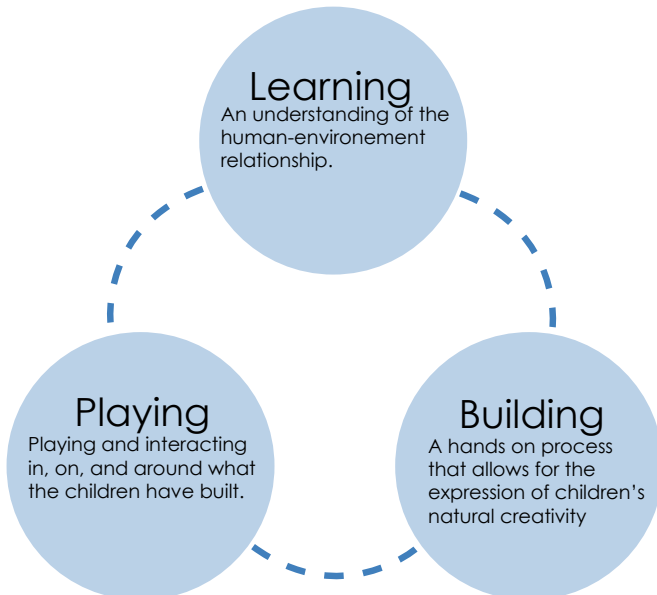 Learning
An understanding of the
human-environement
relationship.
Playing
Playing and interacting
in, on, and around what
the children have built.
Building
A hands on process
that allows for the
expression of children's
natural creativity